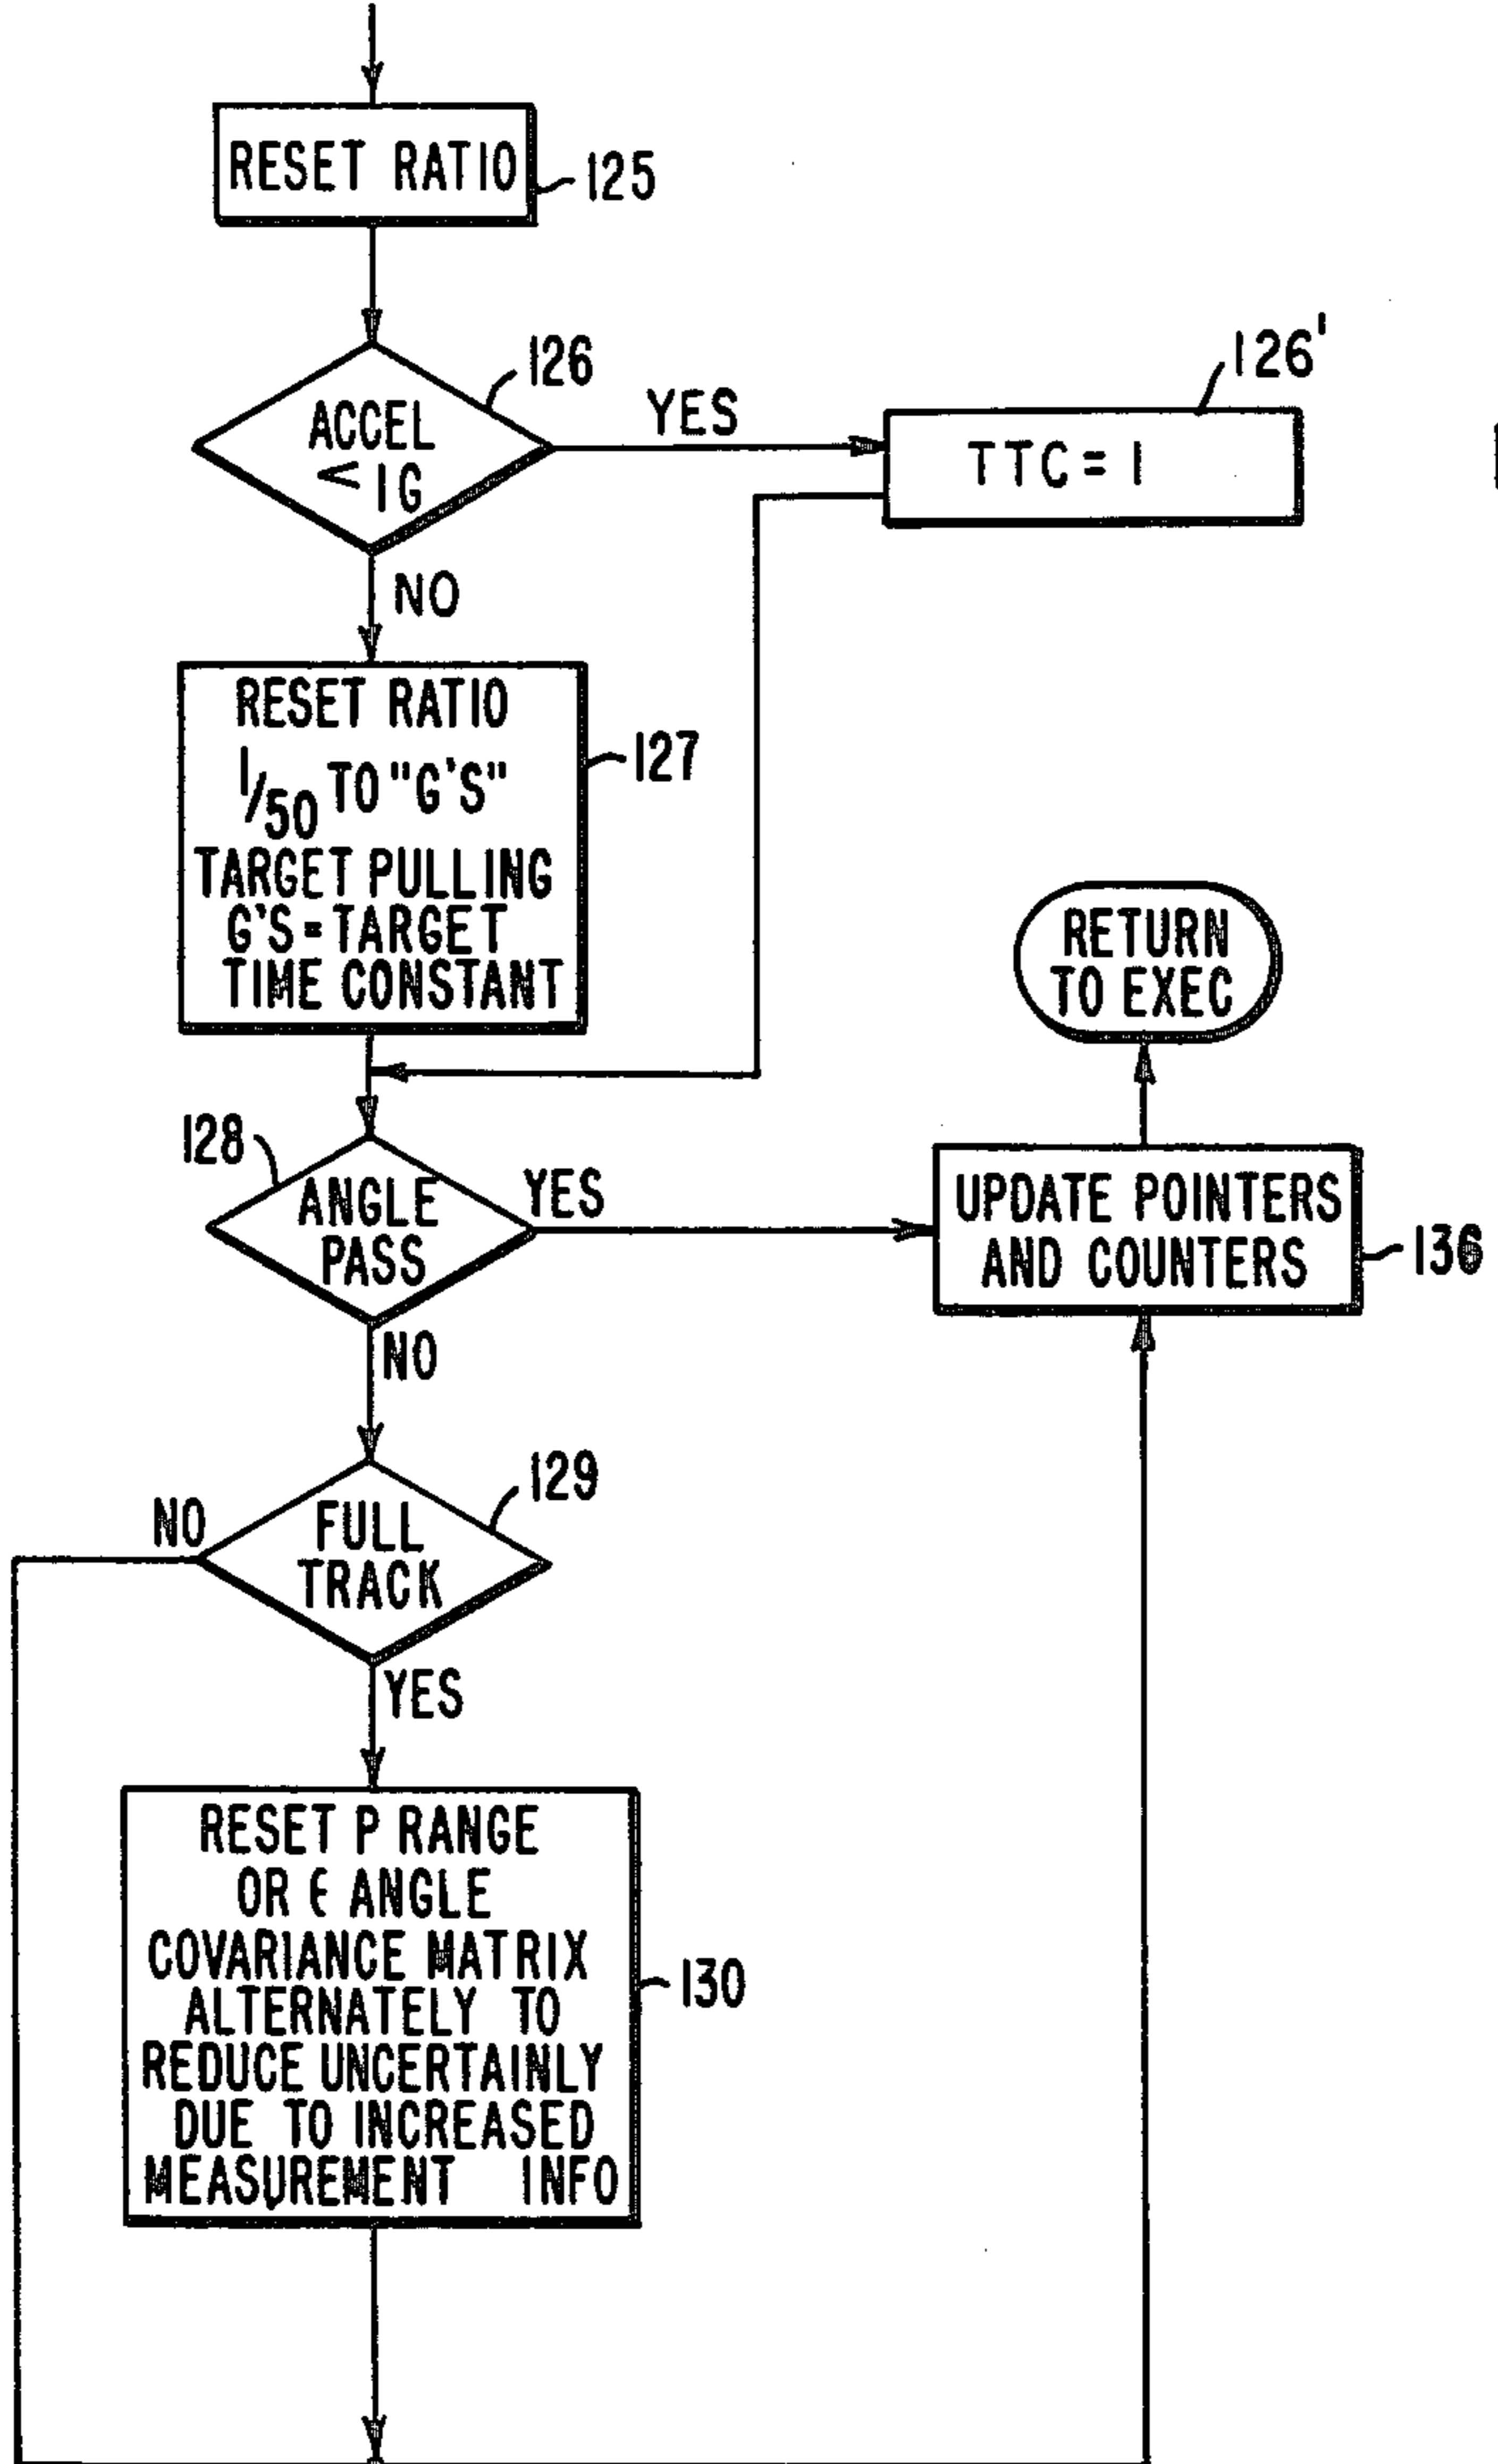 RESET RATIO
125
ACCEL
< 1G
126
YES
126'
TTC = 1
NO
RESET RATIO
1/50 TO "G'S"
TARGET PULLING
G'S = TARGET
TIME CONSTANT
127
RETURN
TO EXEC
128
ANGLE
PASS
YES
UPDATE POINTERS
AND COUNTERS
136
NO
129
NO
FULL
TRACK
YES
RESET P RANGE
OR ϵ ANGLE
COVARIANCE MATRIX
ALTERNATELY TO
REDUCE UNCERTAINLY
DUE TO INCREASED
MEASUREMENT INFO
130